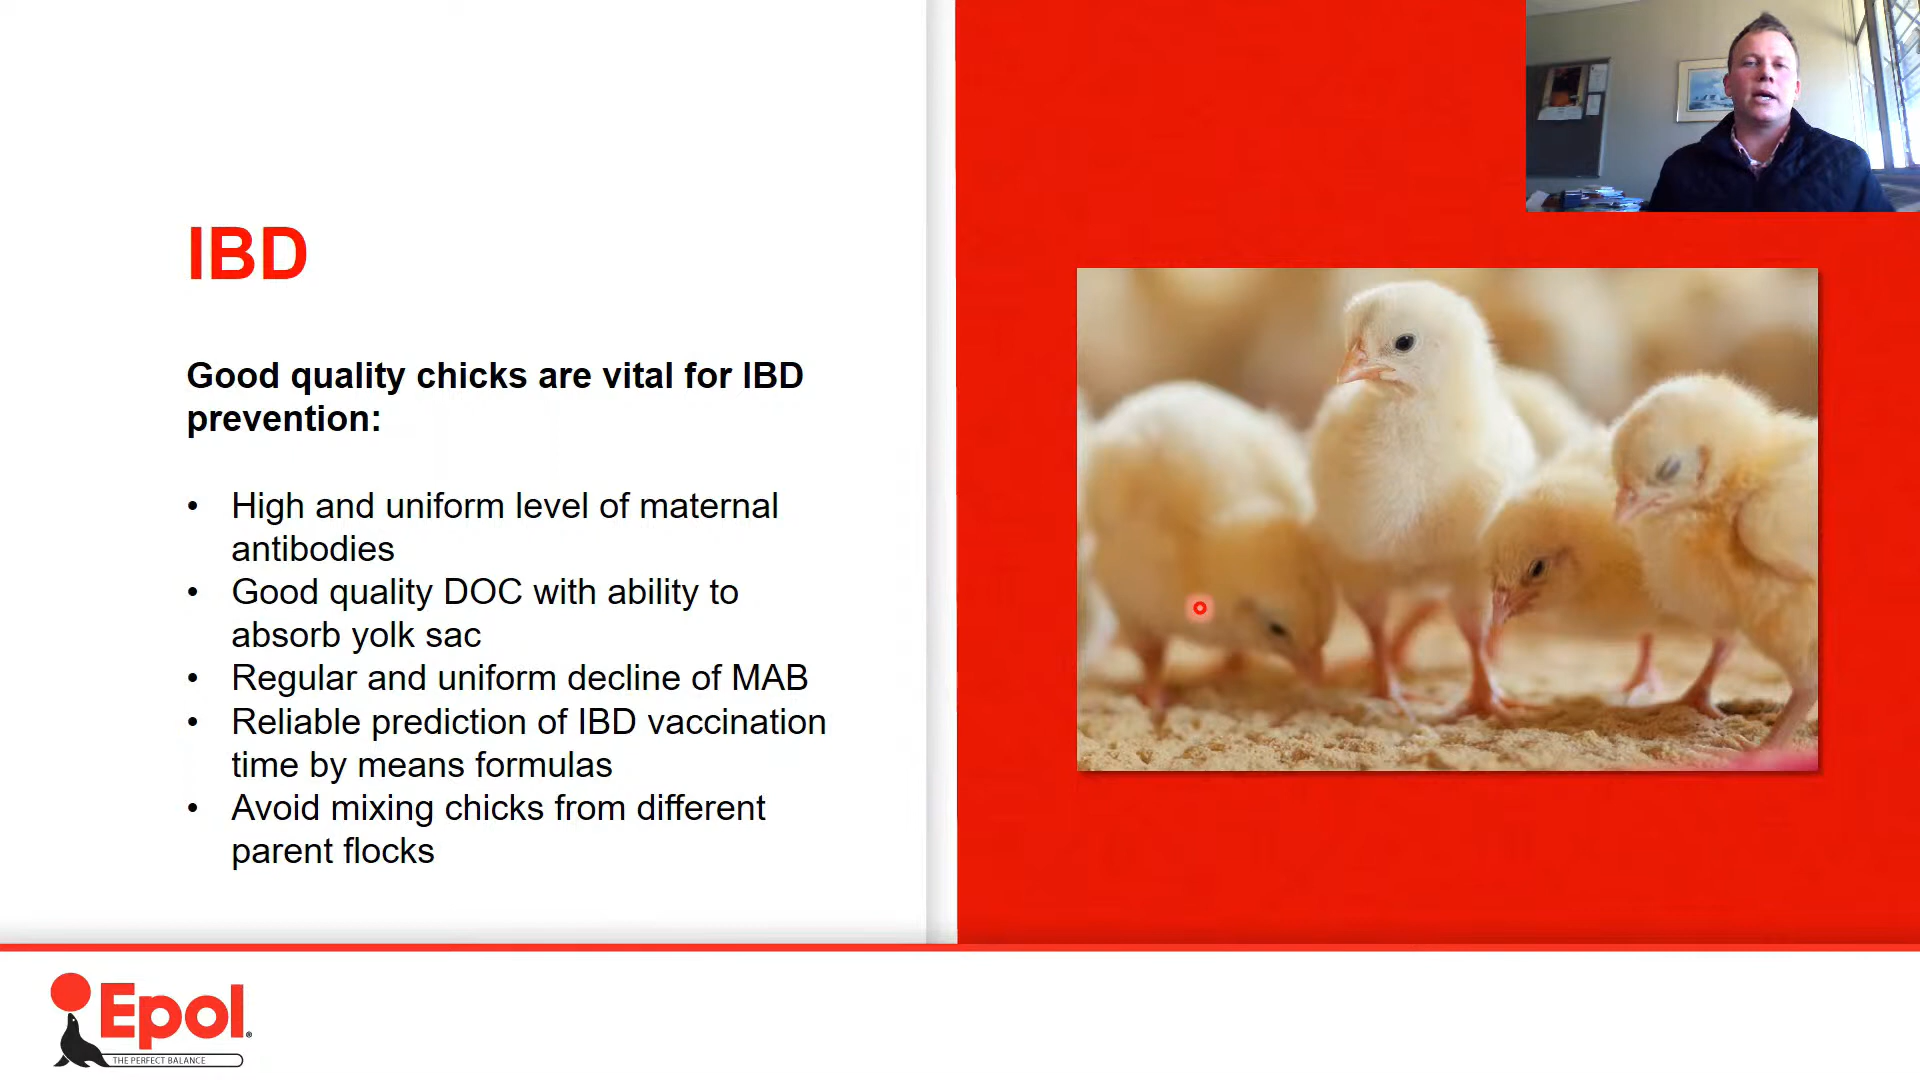 IBD
Good quality chicks are vital for IBD
prevention:
• High and uniform level of maternal
antibodies
• Good quality DOC with ability to
absorb yolk sac
• Regular and uniform decline of MAB
• Reliable prediction of IBD vaccination
time by means formulas
• Avoid mixing chicks from different
parent flocks
Epol®
THE PERFECT BALANCE